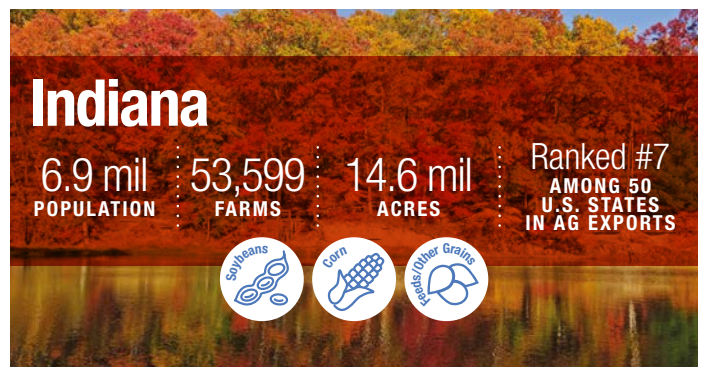 Indiana
6.9 mil
POPULATION
53,599
FARMS
14.6 mil
ACRES
Ranked #7
AMONG 50
U.S. STATES
IN AG EXPORTS
Soybeans
Corn
Feeds/Other Grains